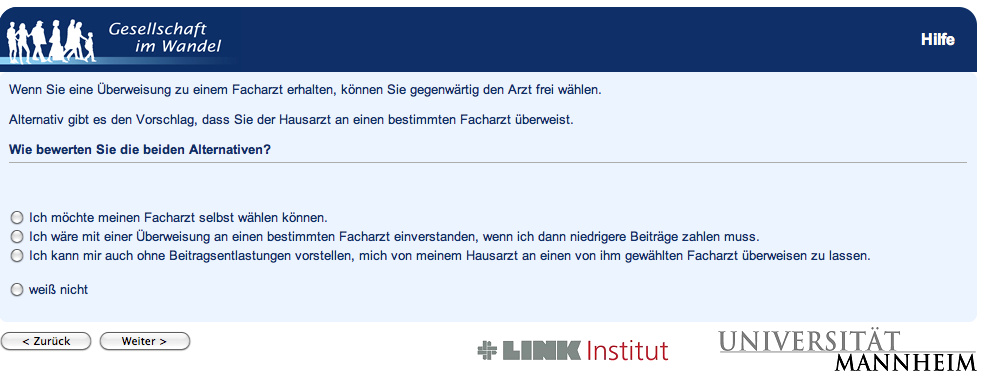 Gesellschaft
im Wandel
Hilfe
Wenn Sie eine Überweisung zu einem Facharzt erhalten, können Sie gegenwärtig den Arzt frei wählen.
Alternativ gibt es den Vorschlag, dass Sie der Hausarzt an einen bestimmten Facharzt überweist.
Wie bewerten Sie die beiden Alternativen?
Ich möchte meinen Facharzt selbst wählen können.
Ich wäre mit einer Überweisung an einen bestimmten Facharzt einverstanden, wenn ich dann niedrigere Beiträge zahlen muss.
Ich kann mir auch ohne Beitragsentlastungen vorstellen, mich von meinem Hausarzt an einen von ihm gewählten Facharzt überweisen zu lassen.
weiß nicht
< Zurück
Weiter >
LINK Institut
UNIVERSITÄT
MANNHEIM